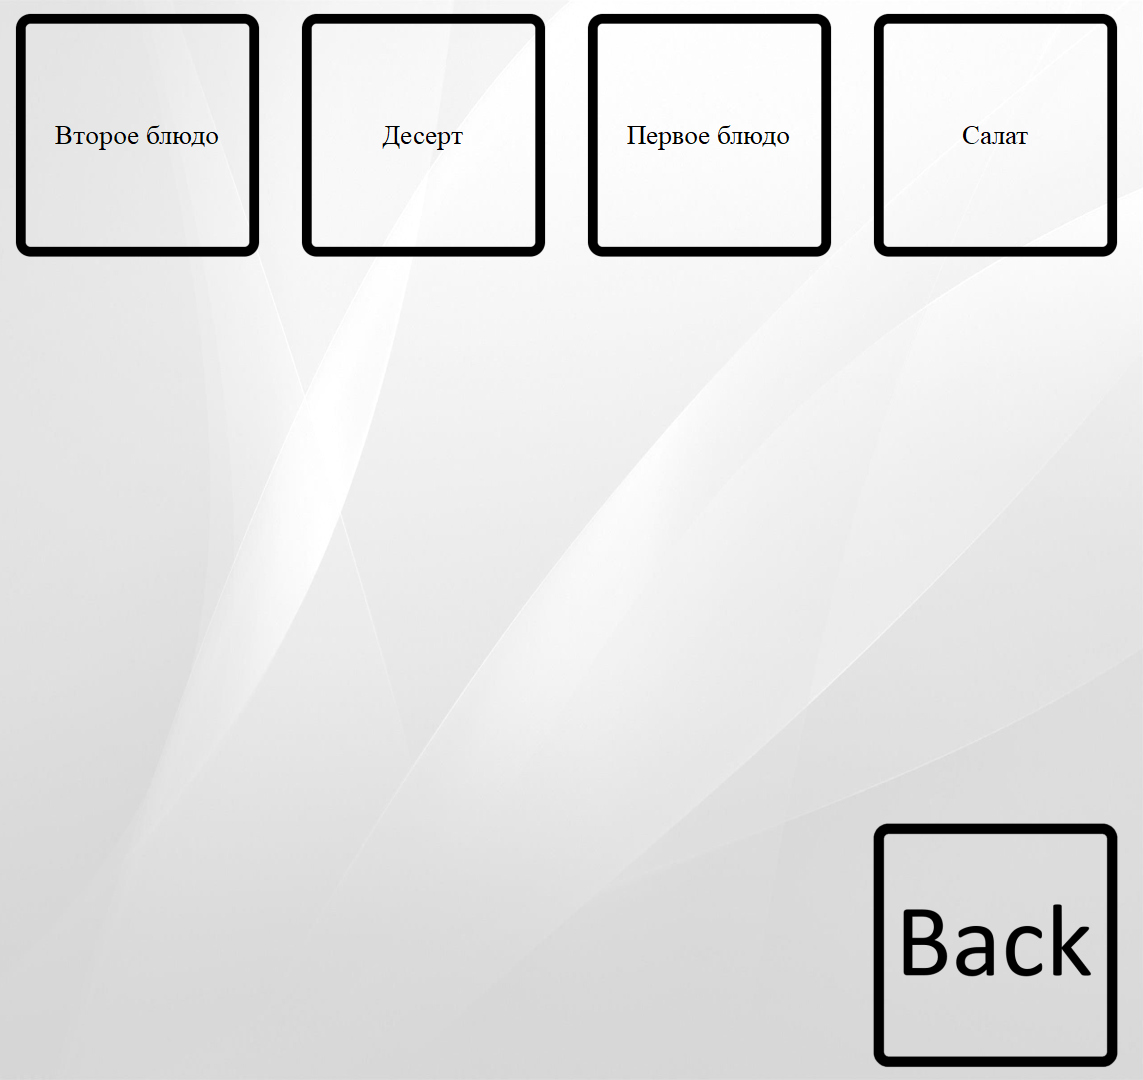 Второе блюдо
Десерт
Первое блюдо
Салат
Back